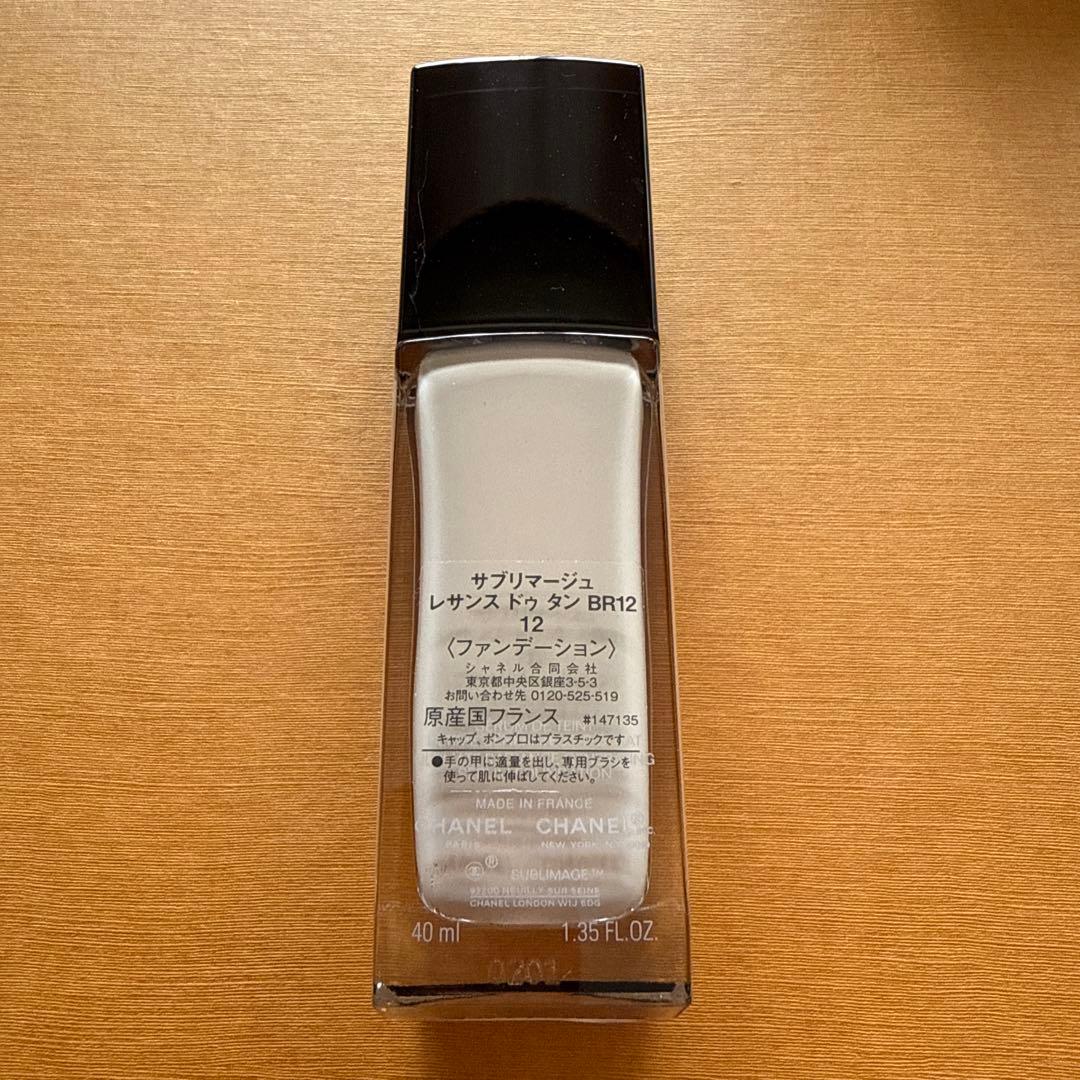 サブリマージュ
レサンス ドゥ タン BR12
12
〈ファンデーション〉
シャネル合同会社
東京都中央区銀座3-5-3
お問い合わせ先 0120-525-519
原産国フランス #147135
キャップ、ポンプ口はプラスチックです
●手の甲に適量を出し、専用ブラシを
使って肌に伸ばしてください。
MADE IN FRANCE
CHANEL CHANEL
PARIS NEW YORK
SUBLIMAGE™
92200 NEUILLY SUR SEINE
CHANEL LONDON W1J 6DG
40 ml 1.35 FL.OZ.